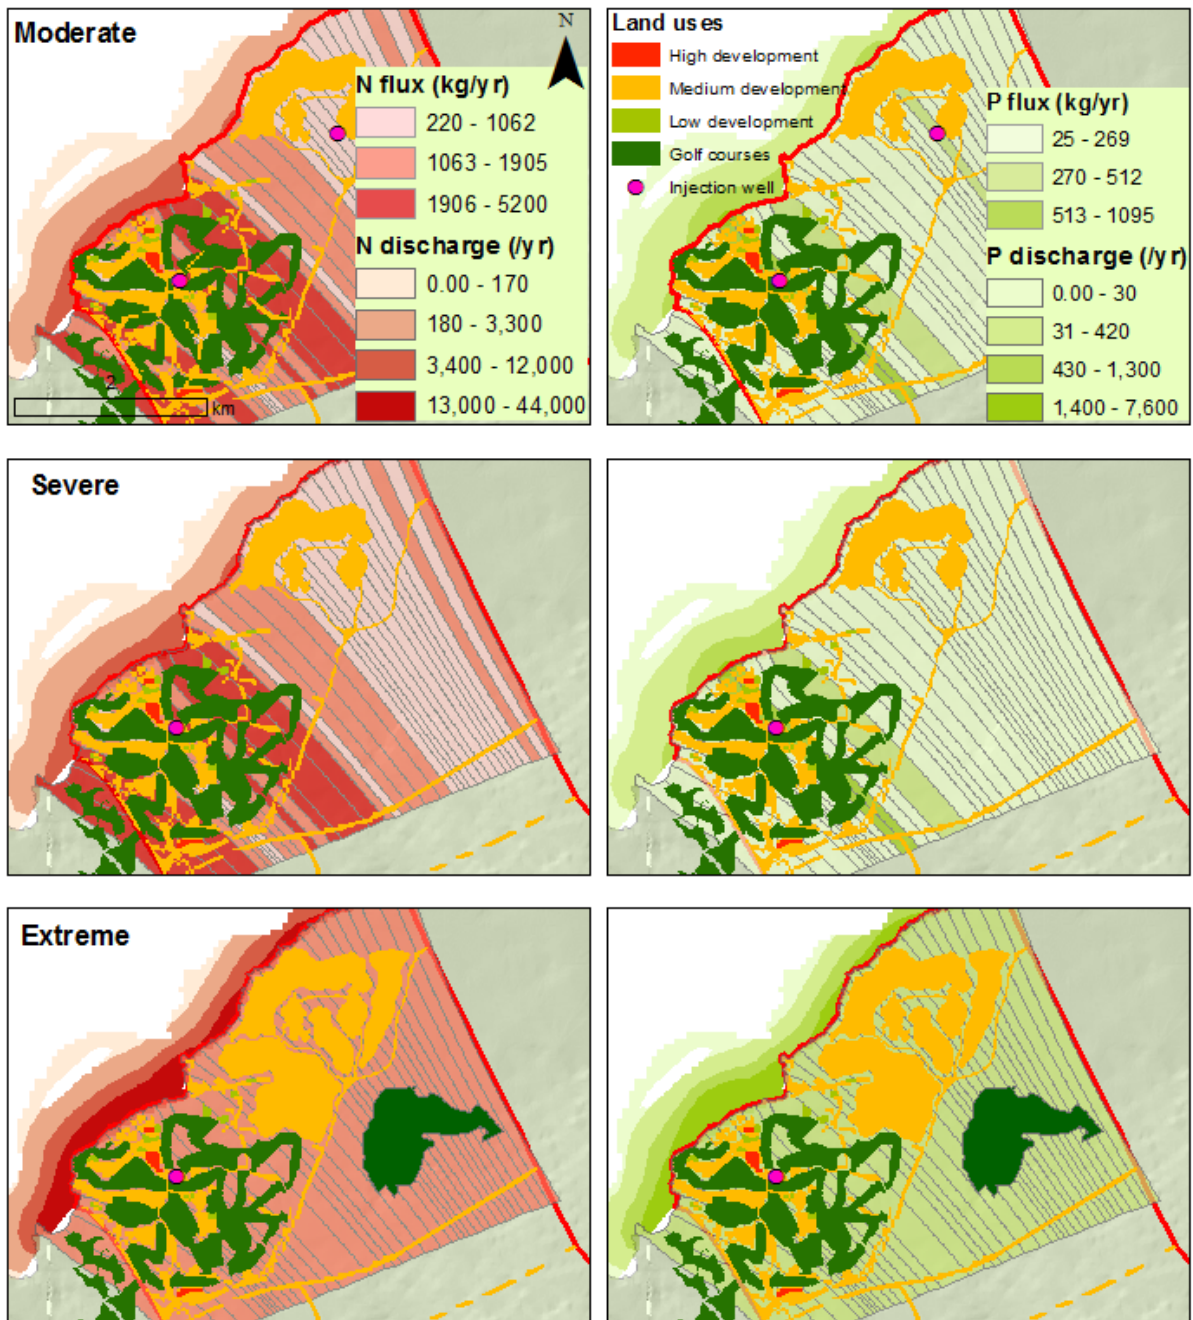 Moderate
N
N flux (kg/yr)
220 - 1062
1063 - 1905
1906 - 5200
N discharge (/yr)
0.00 - 170
180 - 3,300
3,400 - 12,000
13,000 - 44,000
2
km
Land uses
High development
Medium development
Low development
Golf courses
Injection well
P flux (kg/yr)
25 - 269
270 - 512
513 - 1095
P discharge (/yr)
0.00 - 30
31 - 420
430 - 1,300
1,400 - 7,600
Severe
Extreme